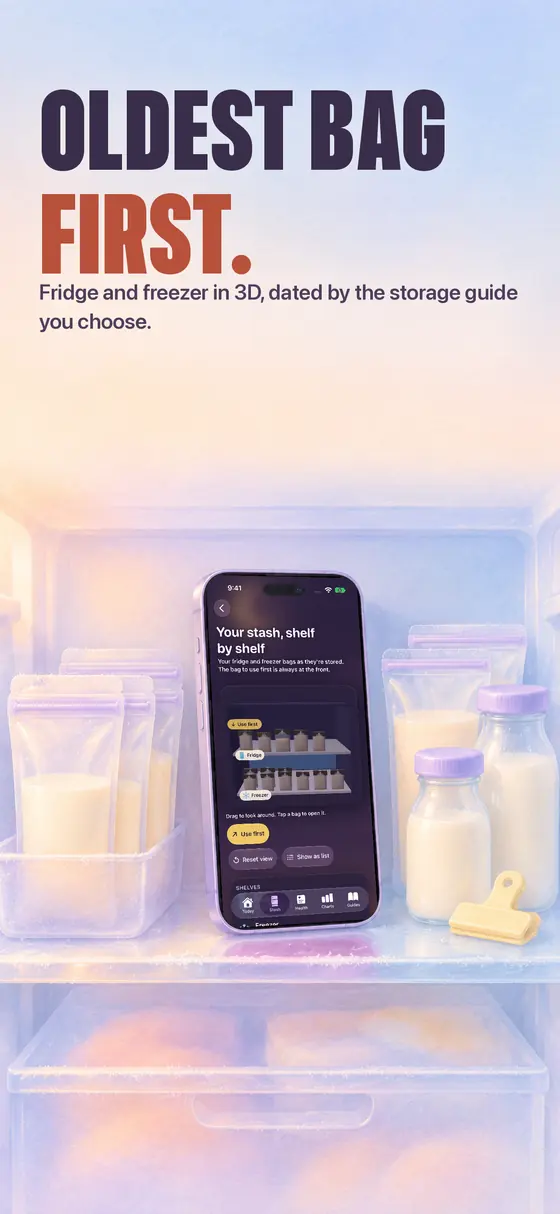 OLDEST BAG
FIRST.
Fridge and freezer in 3D, dated by the storage guide
you choose.
9:41
Your stash, shelf
by shelf
Your fridge and freezer bags as they're stored.
The bag to use first is always at the front.
Use first
Fridge
Freezer
Drag to look around. Tap a bag to open it.
Use first
Reset view
Show as list
SHELVES
Today
Stash
Health
Charts
Guides
Freezer